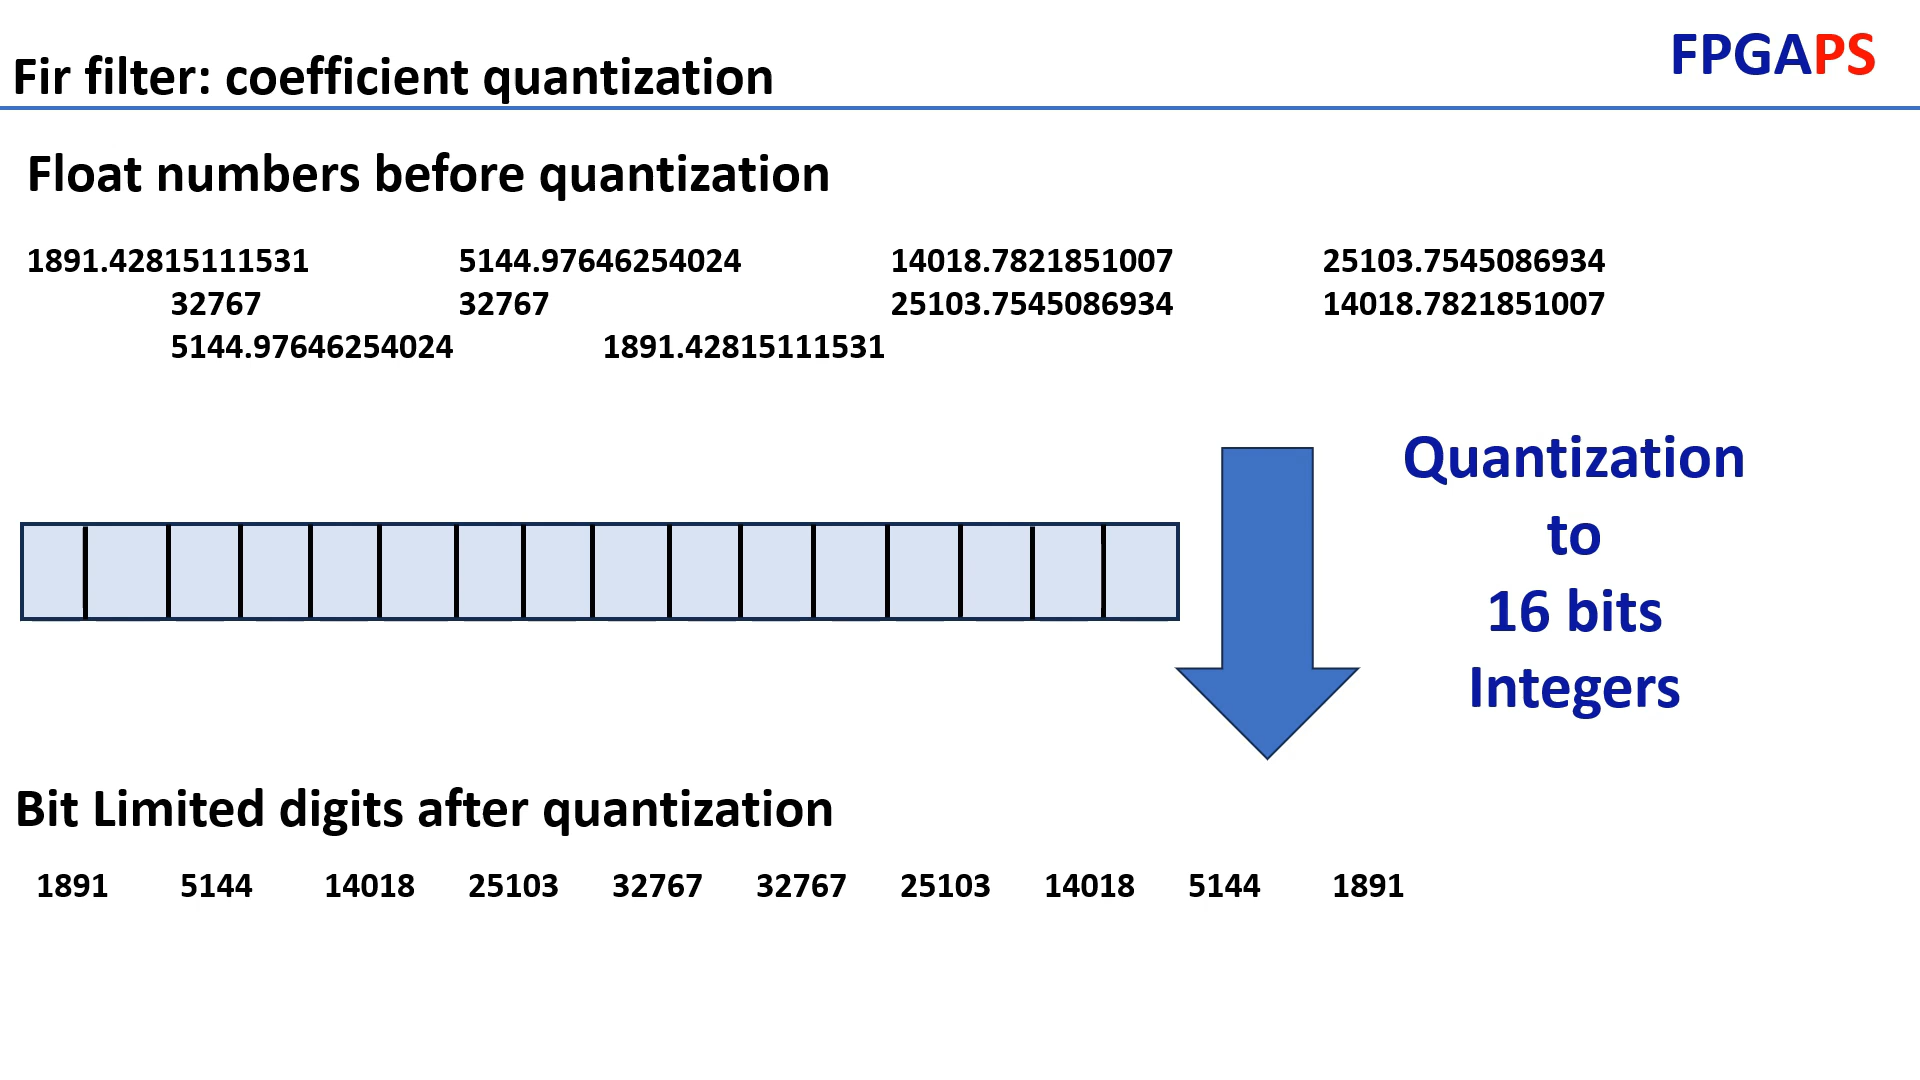 Fir filter: coefficient quantization
FPGAPS
Float numbers before quantization
1891.42815111531 5144.97646254024 14018.7821851007 25103.7545086934
32767 32767 25103.7545086934 14018.7821851007
5144.97646254024 1891.42815111531
Quantization
to
16 bits
Integers
Bit Limited digits after quantization
1891 5144 14018 25103 32767 32767 25103 14018 5144 1891